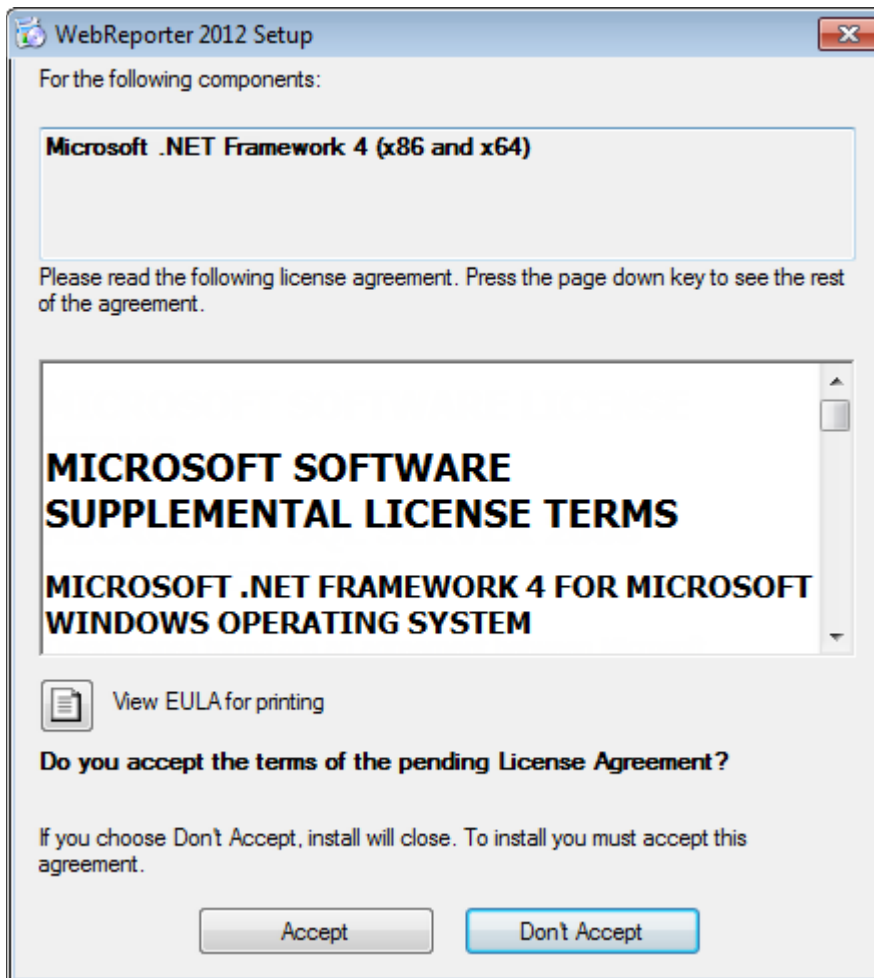 WebReporter 2012 Setup
For the following components:
Microsoft .NET Framework 4 (x86 and x64)
Please read the following license agreement. Press the page down key to see the rest
of the agreement.
MICROSOFT SOFTWARE
SUPPLEMENTAL LICENSE TERMS
MICROSOFT .NET FRAMEWORK 4 FOR MICROSOFT
WINDOWS OPERATING SYSTEM
View EULA for printing
Do you accept the terms of the pending License Agreement?
If you choose Don't Accept, install will close. To install you must accept this
agreement.
Accept
Don't Accept